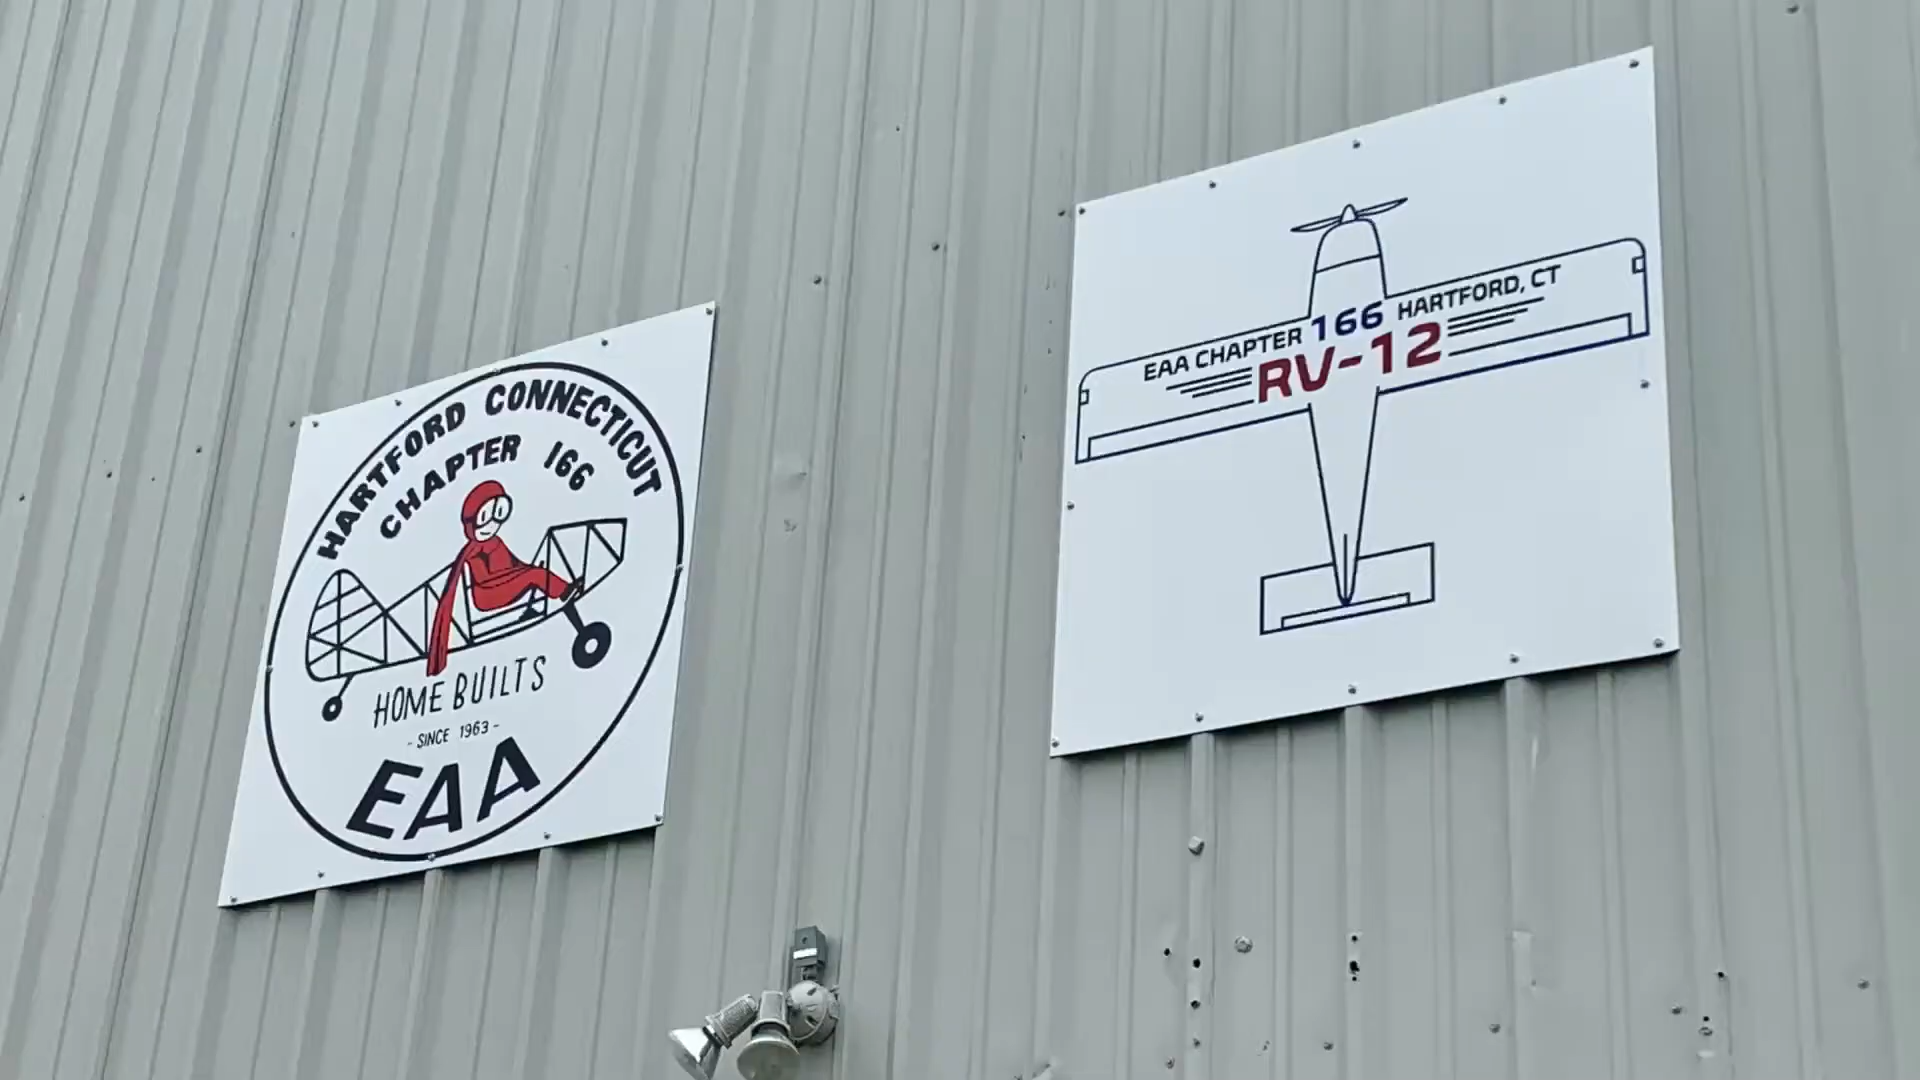 HARTFORD CONNECTICUT
CHAPTER 166
HOME BUILTS
- SINCE 1963 -
EAA
EAA CHAPTER 166 HARTFORD, CT
RV-12